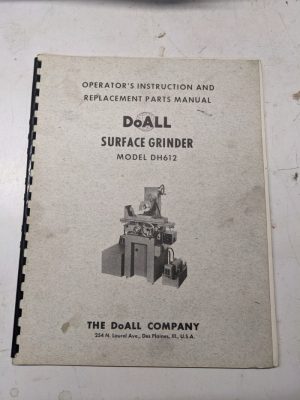 OPERATOR'S INSTRUCTION AND
REPLACEMENT PARTS MANUAL
DoALL
SURFACE GRINDER
MODEL DH612
THE DoALL COMPANY
254 N. Laurel Ave., Des Plaines, Ill., U.S.A.